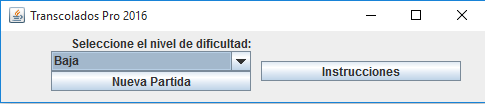 Transcolados Pro 2016
Seleccione el nivel de dificultad:
Baja
Nueva Partida
Instrucciones